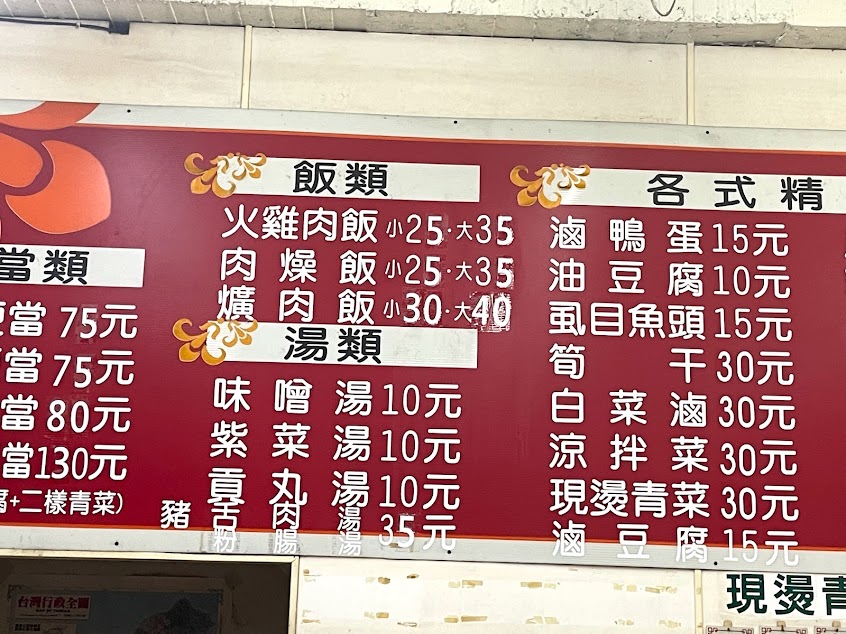 當類
當 75元
當 75元
當 80元
當130元
+二樣青菜)
飯類
火雞肉飯 小25·大35
肉燥飯 小25·大35
爌肉飯 小30·大40
湯類
味噌湯 10元
紫菜湯 10元
貢丸湯 10元
豬舌肉湯
粉腸湯 35元
各式精
滷鴨蛋 15元
油豆腐 10元
虱目魚頭 15元
筍干 30元
白菜滷 30元
涼拌菜 30元
現燙青菜 30元
滷豆腐 15元
台灣行政全圖
現燙青